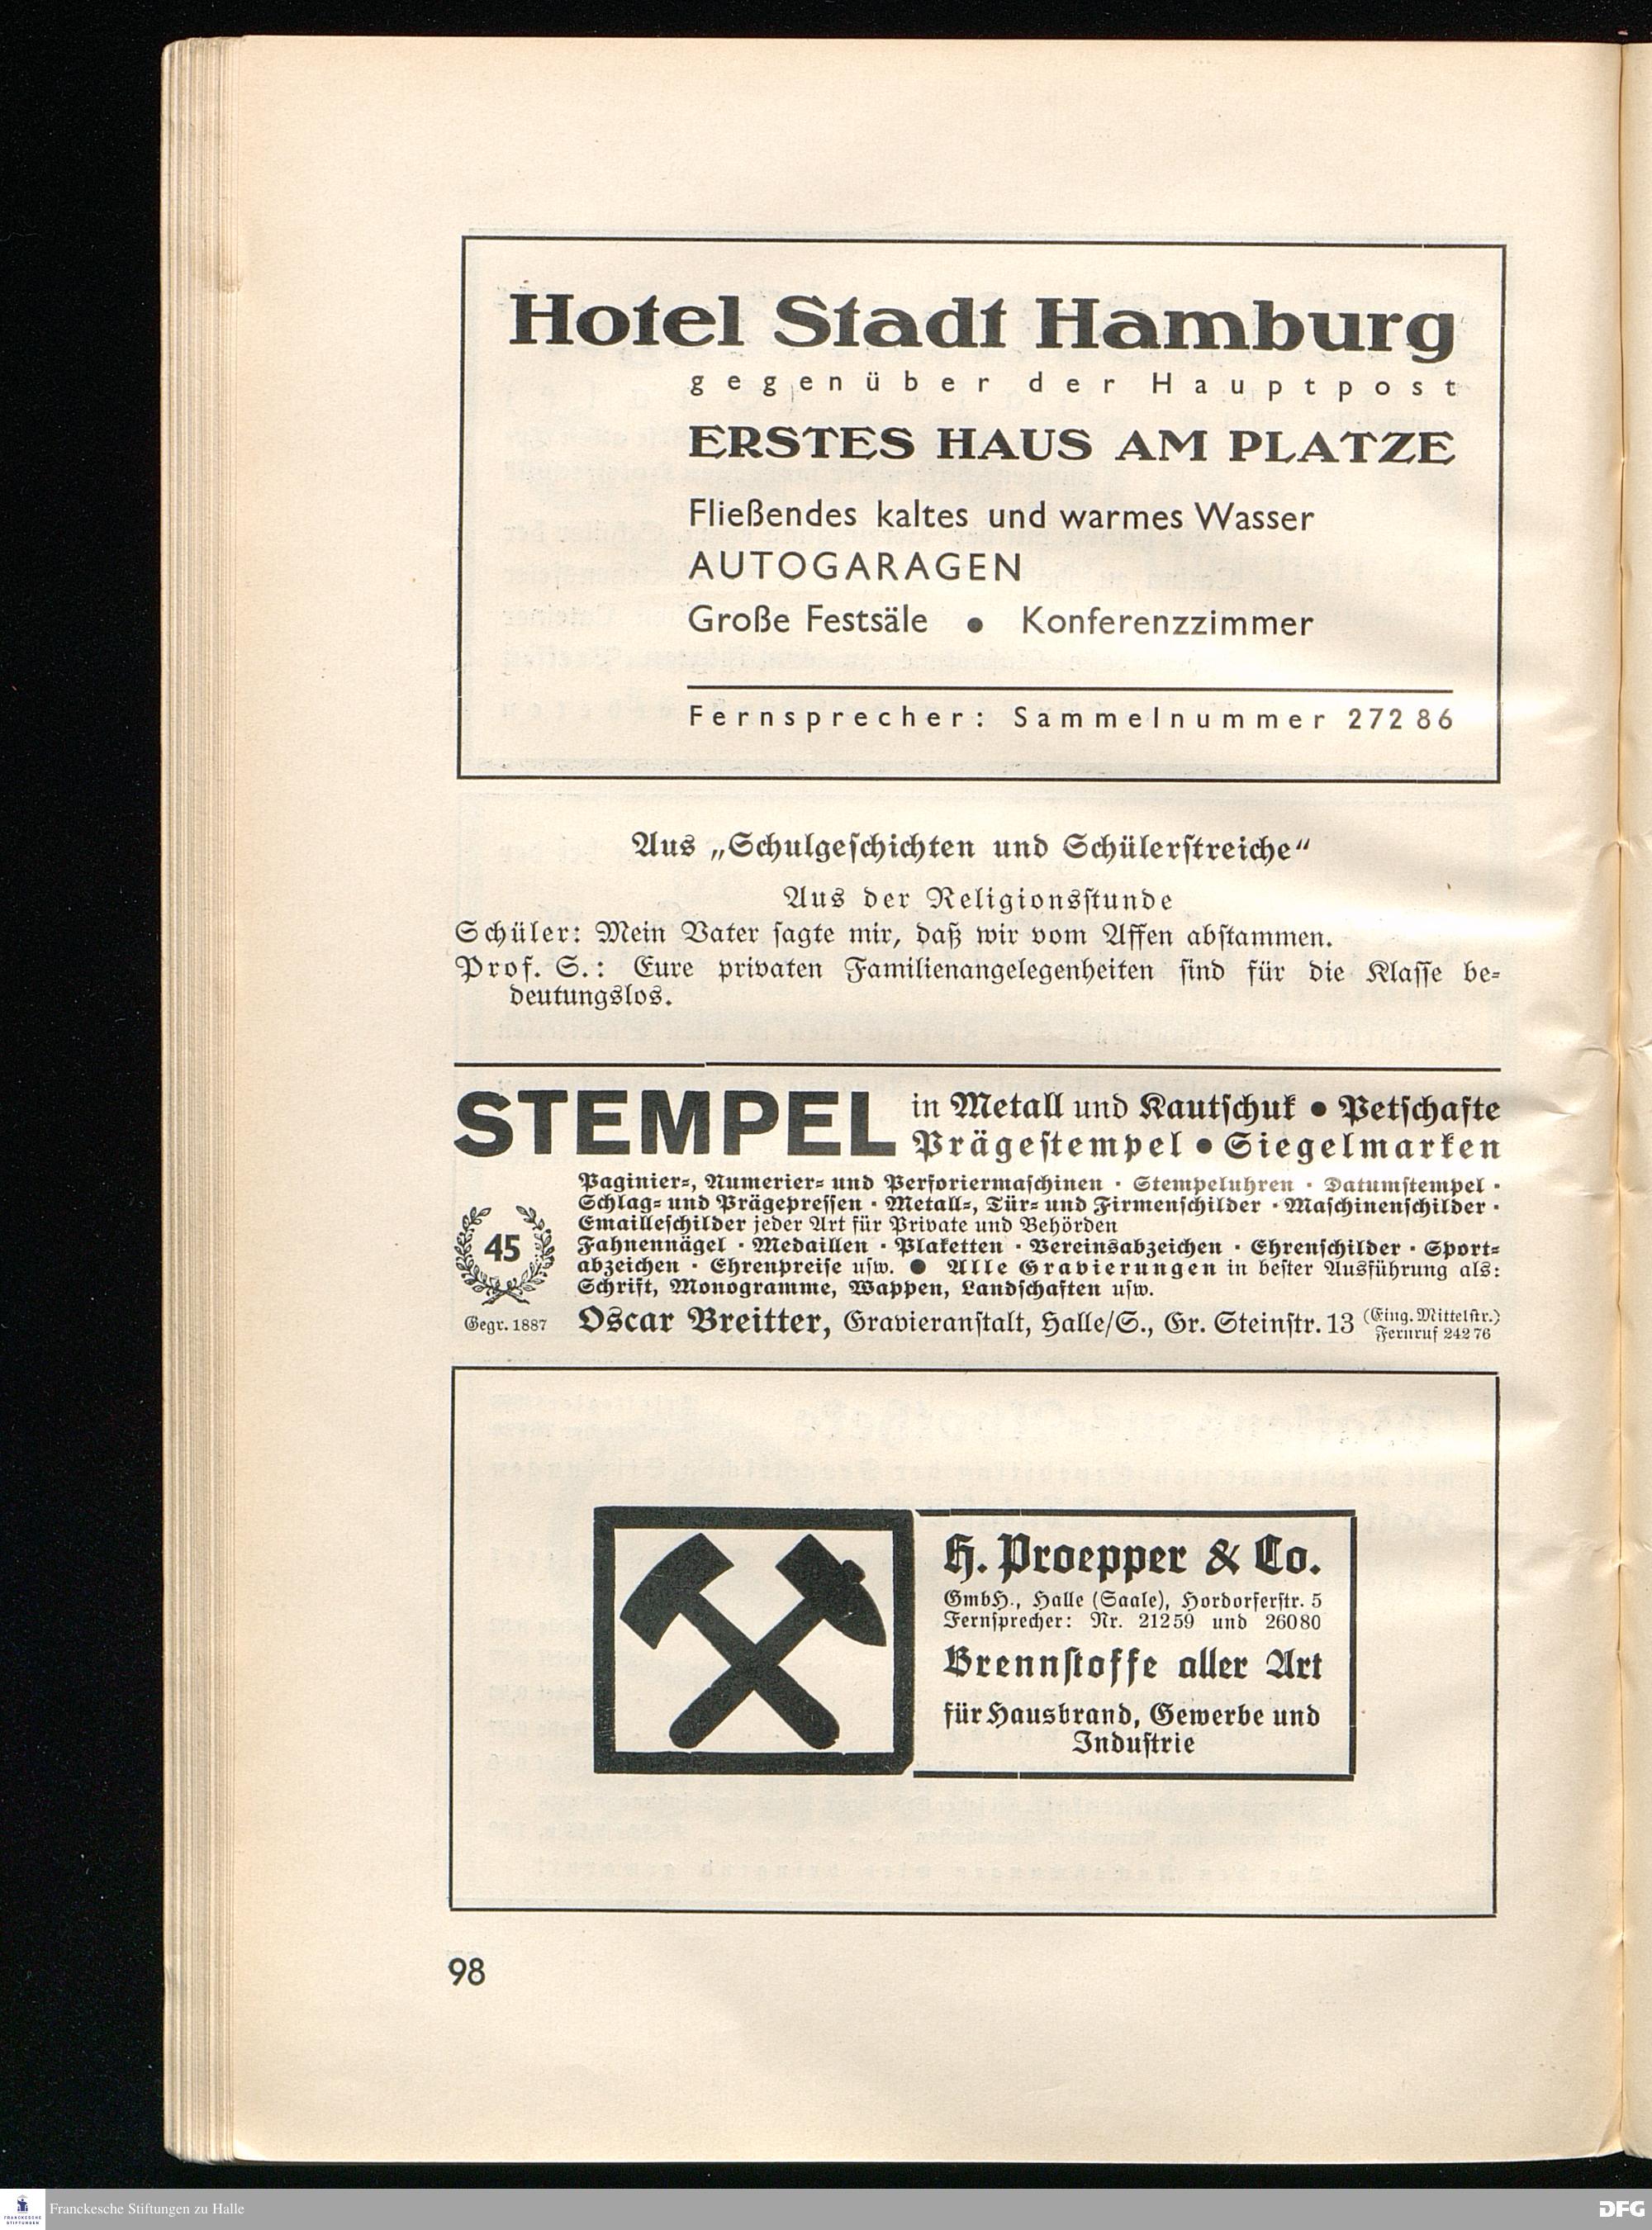 Hotel Stadt Hamburg
gegenüber der Hauptpost
ERSTES HAUS AM PLATZE
Fließendes kaltes und warmes Wasser
AUTOGARAGEN
Große Festsäle • Konferenzzimmer
Fernsprecher: Sammelnummer 272 86
Aus „Schulgeschichten und Schülerstreiche“
Aus der Religionsstunde
Schüler: Mein Vater sagte mir, daß wir vom Affen abstammen.
Prof. S.: Eure privaten Familienangelegenheiten sind für die Klasse be-
deutungslos.
STEMPEL in Metall und Kautschuk • Petschafte
Prägestempel • Siegelmarken
Paginier-, Numerier- und Perforiermaschinen · Stempeluhren · Datumstempel ·
Schlag- und Prägepressen · Metall-, Tür- und Firmenschilder · Maschinenschilder ·
Emailleschilder jeder Art für Private und Behörden
Fahnennägel · Medaillen · Plaketten · Vereinsabzeichen · Ehrenschilder · Sport-
abzeichen · Ehrenpreise usw. • Alle Gravierungen in bester Ausführung als:
Schrift, Monogramme, Wappen, Landschaften usw.
45
Gegr. 1887
Oscar Breitter, Gravieranstalt, Halle/S., Gr. Steinstr. 13 (Eing. Mittelstr.)
Fernruf 242 76
H. Proepper & Co.
GmbH., Halle (Saale), Hordorferstr. 5
Fernsprecher: Nr. 21259 und 26080
Brennstoffe aller Art
für Hausbrand, Gewerbe und
Industrie
98
FRANCKESCHE STIFTUNGEN
Franckesche Stiftungen zu Halle
DFG